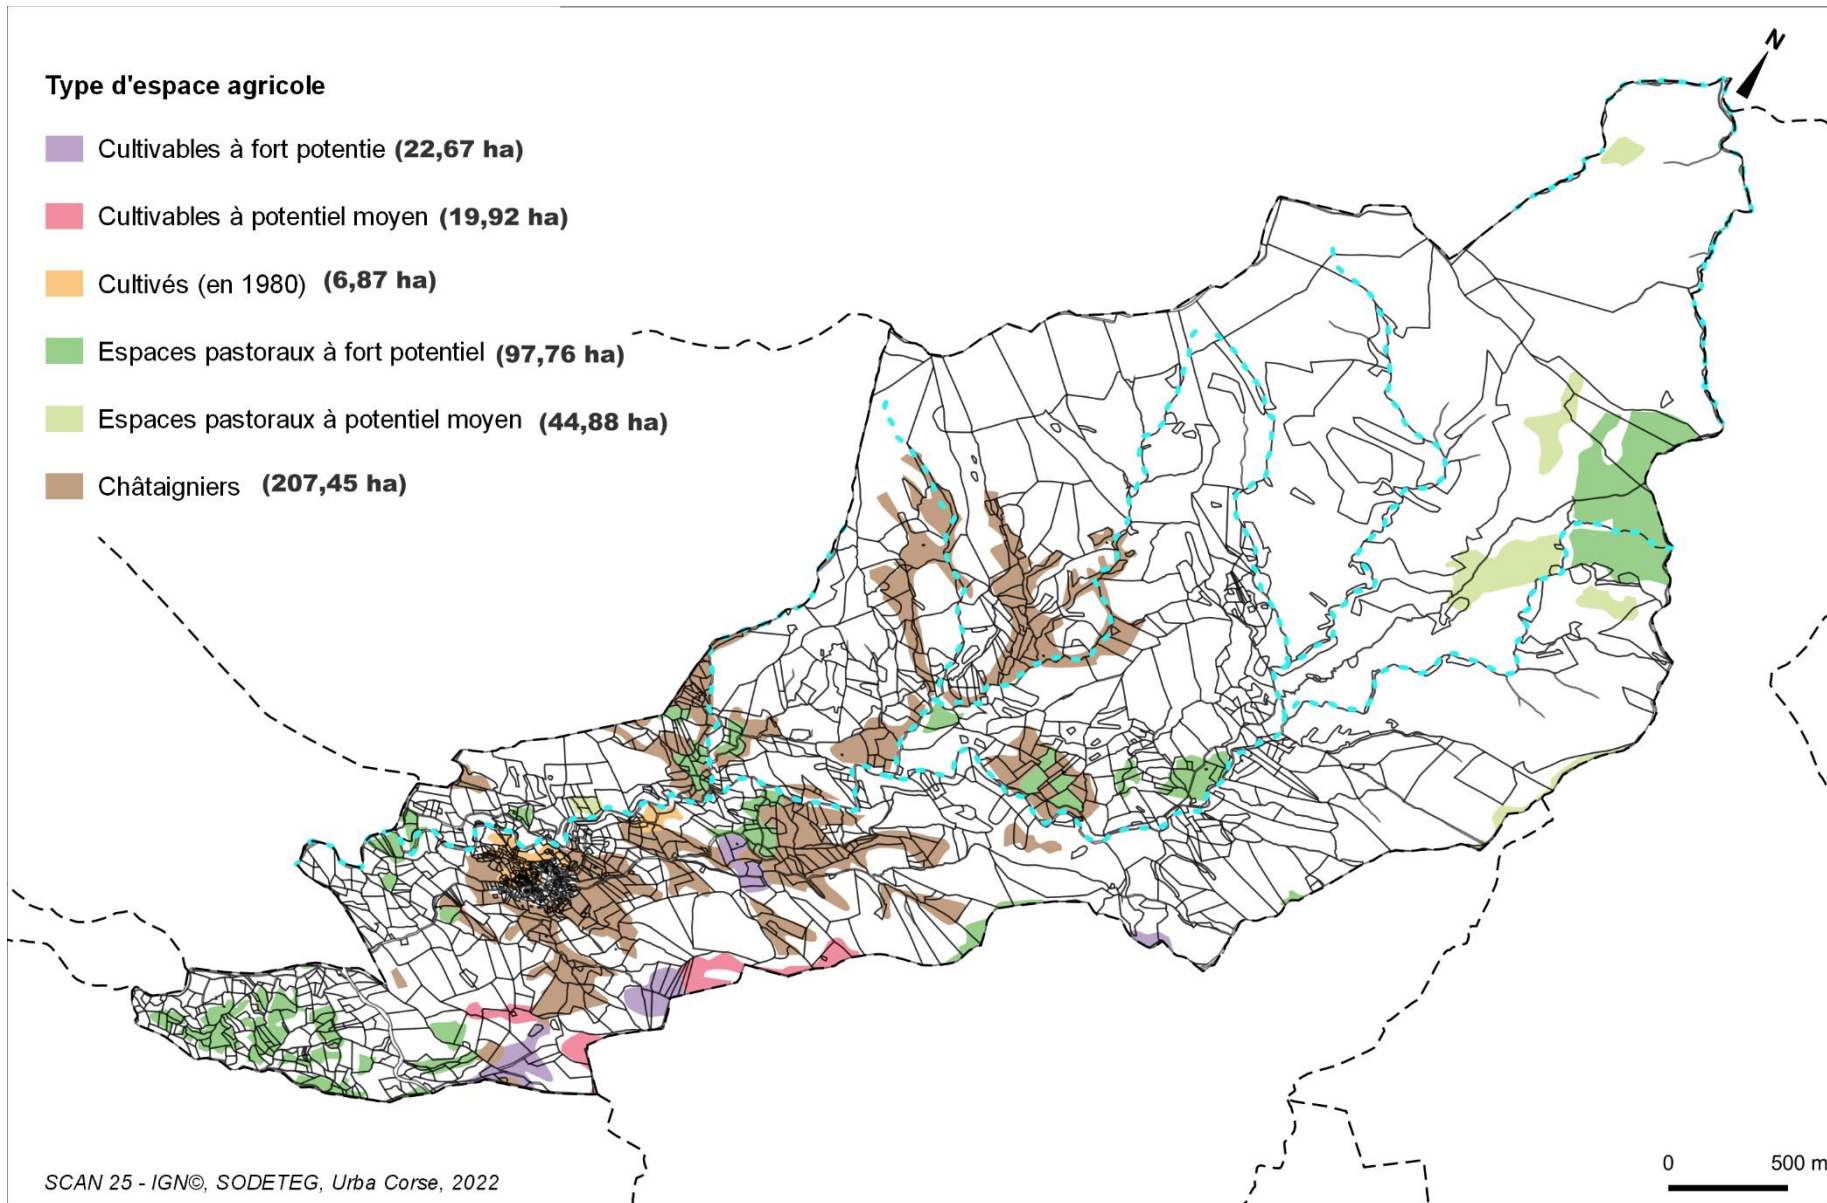 Type d'espace agricole
Cultivables à fort potentie (22,67 ha)
Cultivables à potentiel moyen (19,92 ha)
Cultivés (en 1980) (6,87 ha)
Espaces pastoraux à fort potentiel (97,76 ha)
Espaces pastoraux à potentiel moyen (44,88 ha)
Châtaigniers (207,45 ha)
N
0 500 m
SCAN 25 - IGN©, SODETEG, Urba Corse, 2022